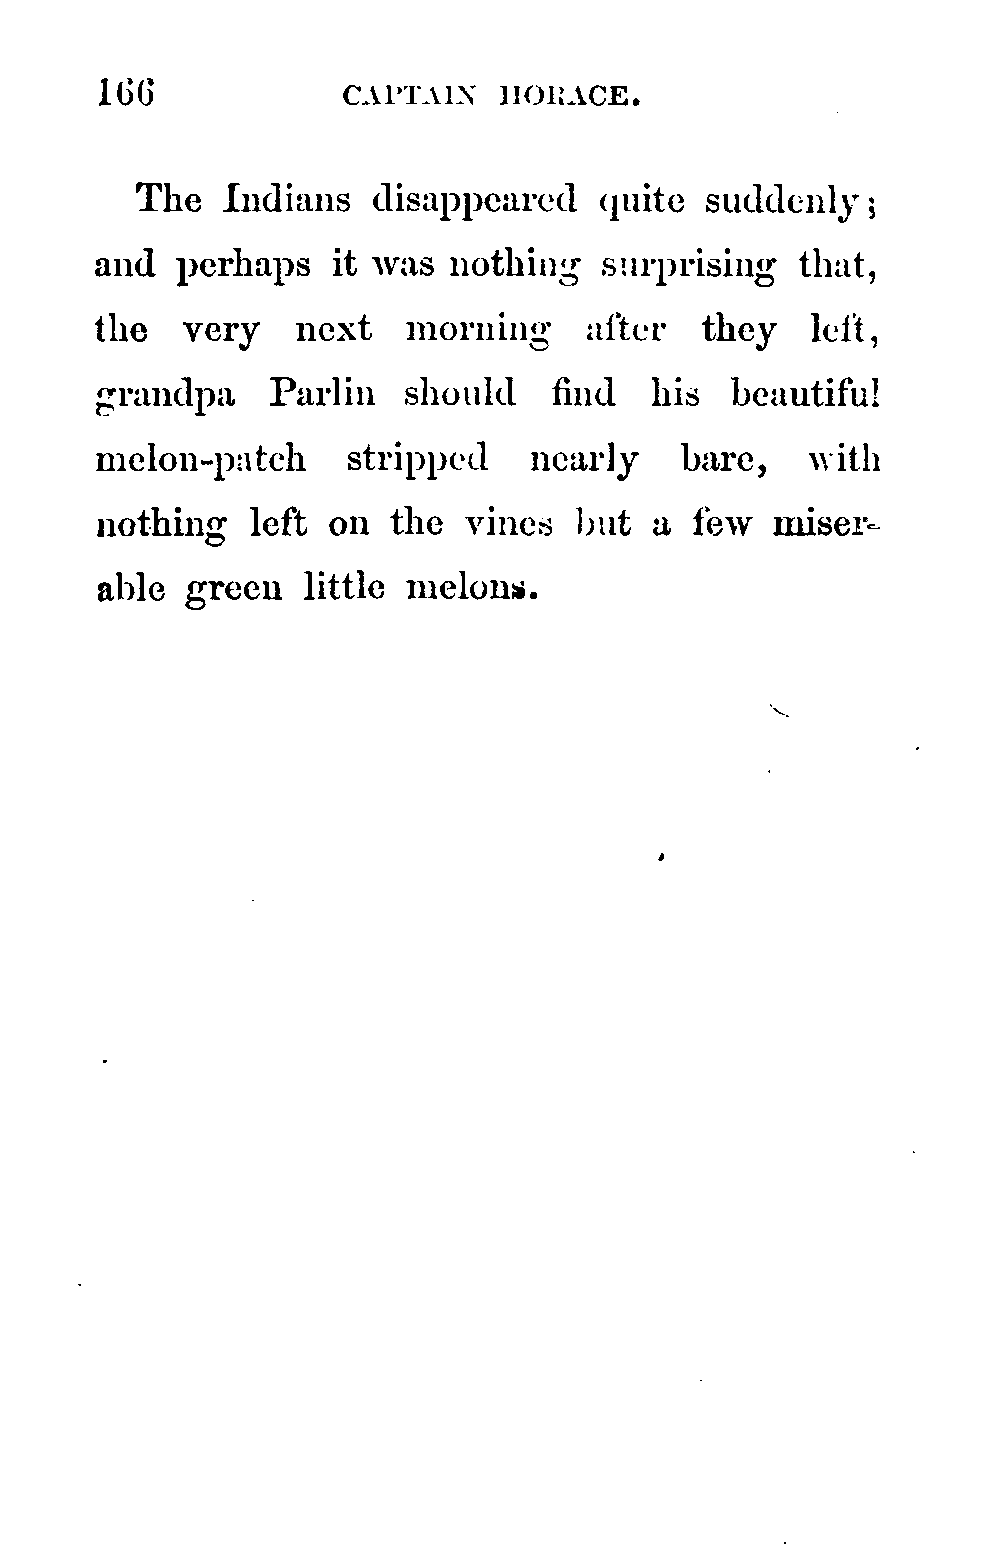 166 CAPTAIN HORACE.
The Indians disappeared quite suddenly;
and perhaps it was nothing surprising that,
the very next morning after they left,
grandpa Parlin should find his beautiful
melon-patch stripped nearly bare, with
nothing left on the vines but a few miser-
able green little melons.